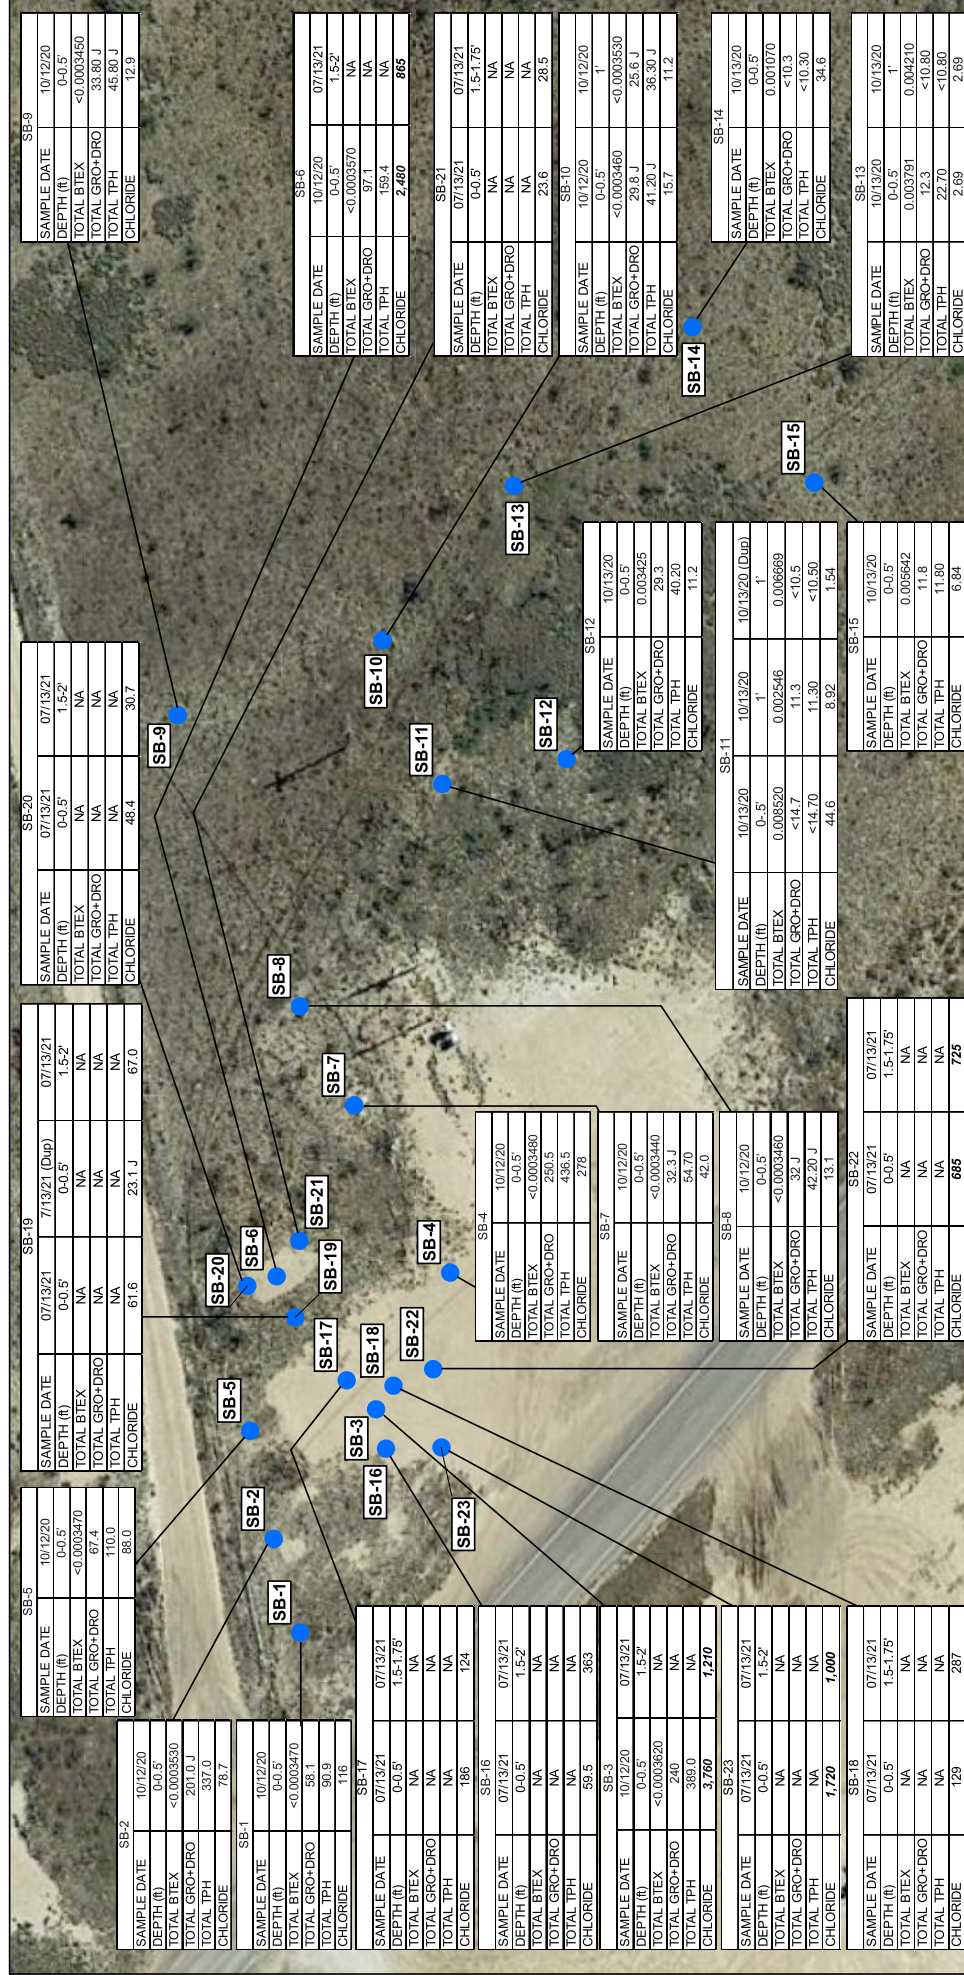 SB-9
SAMPLE DATE 10/12/20
DEPTH (ft) 0-0.5'
TOTAL BTEX <0.0003450
TOTAL GRO+DRO 33.80 J
TOTAL TPH 45.80 J
CHLORIDE 12.9
SB-6
SAMPLE DATE 10/12/20 07/13/21
DEPTH (ft) 0-0.5' 1.5-2'
TOTAL BTEX <0.0003570 NA
TOTAL GRO+DRO 97.1 NA
TOTAL TPH 159.4 NA
CHLORIDE 2,480 865
SB-21
SAMPLE DATE 07/13/21 07/13/21
DEPTH (ft) 0-0.5' 1.5-1.75'
TOTAL BTEX NA NA
TOTAL GRO+DRO NA NA
TOTAL TPH NA NA
CHLORIDE 23.6 28.5
SB-10
SAMPLE DATE 10/12/20 10/12/20
DEPTH (ft) 0-0.5' 1'
TOTAL BTEX <0.0003460 <0.0003530
TOTAL GRO+DRO 29.8 J 25.6 J
TOTAL TPH 41.20 J 36.30 J
CHLORIDE 15.7 11.2
SB-14
SAMPLE DATE 10/13/20
DEPTH (ft) 0-0.5'
TOTAL BTEX 0.001070
TOTAL GRO+DRO <10.3
TOTAL TPH <10.30
CHLORIDE 34.6
SB-13
SAMPLE DATE 10/13/20 10/13/20
DEPTH (ft) 0-0.5' 1'
TOTAL BTEX 0.003791 0.004210
TOTAL GRO+DRO 12.3 <10.80
TOTAL TPH 22.70 <10.80
CHLORIDE 2.69 2.69
SB-20
SAMPLE DATE 07/13/21 07/13/21
DEPTH (ft) 0-0.5' 1.5-2'
TOTAL BTEX NA NA
TOTAL GRO+DRO NA NA
TOTAL TPH NA NA
CHLORIDE 48.4 30.7
SB-12
SAMPLE DATE 10/13/20
DEPTH (ft) 0-0.5'
TOTAL BTEX 0.003425
TOTAL GRO+DRO 29.3
TOTAL TPH 40.20
CHLORIDE 11.2
SB-11
SAMPLE DATE 10/13/20 10/13/20 10/13/20 (Dup)
DEPTH (ft) 0-.5' 1' 1'
TOTAL BTEX 0.008520 0.002546 0.006669
TOTAL GRO+DRO <14.7 11.3 <10.5
TOTAL TPH <14.70 11.30 <10.50
CHLORIDE 44.6 8.92 1.54
SB-15
SAMPLE DATE 10/13/20
DEPTH (ft) 0-0.5'
TOTAL BTEX 0.005642
TOTAL GRO+DRO 11.8
TOTAL TPH 11.80
CHLORIDE 6.84
SB-19
SAMPLE DATE 07/13/21 7/13/21 (Dup) 07/13/21
DEPTH (ft) 0-0.5' 0-0.5' 1.5-2'
TOTAL BTEX NA NA NA
TOTAL GRO+DRO NA NA NA
TOTAL TPH NA NA NA
CHLORIDE 61.6 23.1 J 67.0
SB-4
SAMPLE DATE 10/12/20
DEPTH (ft) 0-0.5'
TOTAL BTEX <0.0003480
TOTAL GRO+DRO 250.5
TOTAL TPH 436.5
CHLORIDE 278
SB-7
SAMPLE DATE 10/12/20
DEPTH (ft) 0-0.5'
TOTAL BTEX <0.0003440
TOTAL GRO+DRO 32.3 J
TOTAL TPH 54.70
CHLORIDE 42.0
SB-8
SAMPLE DATE 10/12/20
DEPTH (ft) 0-0.5'
TOTAL BTEX <0.0003460
TOTAL GRO+DRO 32 J
TOTAL TPH 42.20 J
CHLORIDE 13.1
SB-22
SAMPLE DATE 07/13/21 07/13/21
DEPTH (ft) 0-0.5' 1.5-1.75'
TOTAL BTEX NA NA
TOTAL GRO+DRO NA NA
TOTAL TPH NA NA
CHLORIDE 685 725
SB-5
SAMPLE DATE 10/12/20
DEPTH (ft) 0-0.5'
TOTAL BTEX <0.0003470
TOTAL GRO+DRO 67.4
TOTAL TPH 110.0
CHLORIDE 88.0
SB-2
SAMPLE DATE 10/12/20
DEPTH (ft) 0-0.5'
TOTAL BTEX <0.0003530
TOTAL GRO+DRO 201.0 J
TOTAL TPH 337.0
CHLORIDE 78.7
SB-1
SAMPLE DATE 10/12/20
DEPTH (ft) 0-0.5'
TOTAL BTEX <0.0003470
TOTAL GRO+DRO 58.1
TOTAL TPH 90.9
CHLORIDE 116
SB-17
SAMPLE DATE 07/13/21 07/13/21
DEPTH (ft) 0-0.5' 1.5-1.75'
TOTAL BTEX NA NA
TOTAL GRO+DRO NA NA
TOTAL TPH NA NA
CHLORIDE 186 124
SB-16
SAMPLE DATE 07/13/21 07/13/21
DEPTH (ft) 0-0.5' 1.5-2'
TOTAL BTEX NA NA
TOTAL GRO+DRO NA NA
TOTAL TPH NA NA
CHLORIDE 59.5 363
SB-3
SAMPLE DATE 10/12/20 07/13/21
DEPTH (ft) 0-0.5' 1.5-2'
TOTAL BTEX <0.0003620 NA
TOTAL GRO+DRO 240 NA
TOTAL TPH 389.0 NA
CHLORIDE 3,760 1,210
SB-23
SAMPLE DATE 07/13/21 07/13/21
DEPTH (ft) 0-0.5' 1.5-2'
TOTAL BTEX NA NA
TOTAL GRO+DRO NA NA
TOTAL TPH NA NA
CHLORIDE 1,720 1,000
SB-18
SAMPLE DATE 07/13/21 07/13/21
DEPTH (ft) 0-0.5' 1.5-1.75'
TOTAL BTEX NA NA
TOTAL GRO+DRO NA NA
TOTAL TPH NA NA
CHLORIDE 129 287
SB-9
SB-10
SB-11
SB-12
SB-13
SB-14
SB-15
SB-8
SB-7
SB-20
SB-6
SB-21
SB-19
SB-4
SB-17
SB-18
SB-22
SB-5
SB-3
SB-16
SB-23
SB-2
SB-1